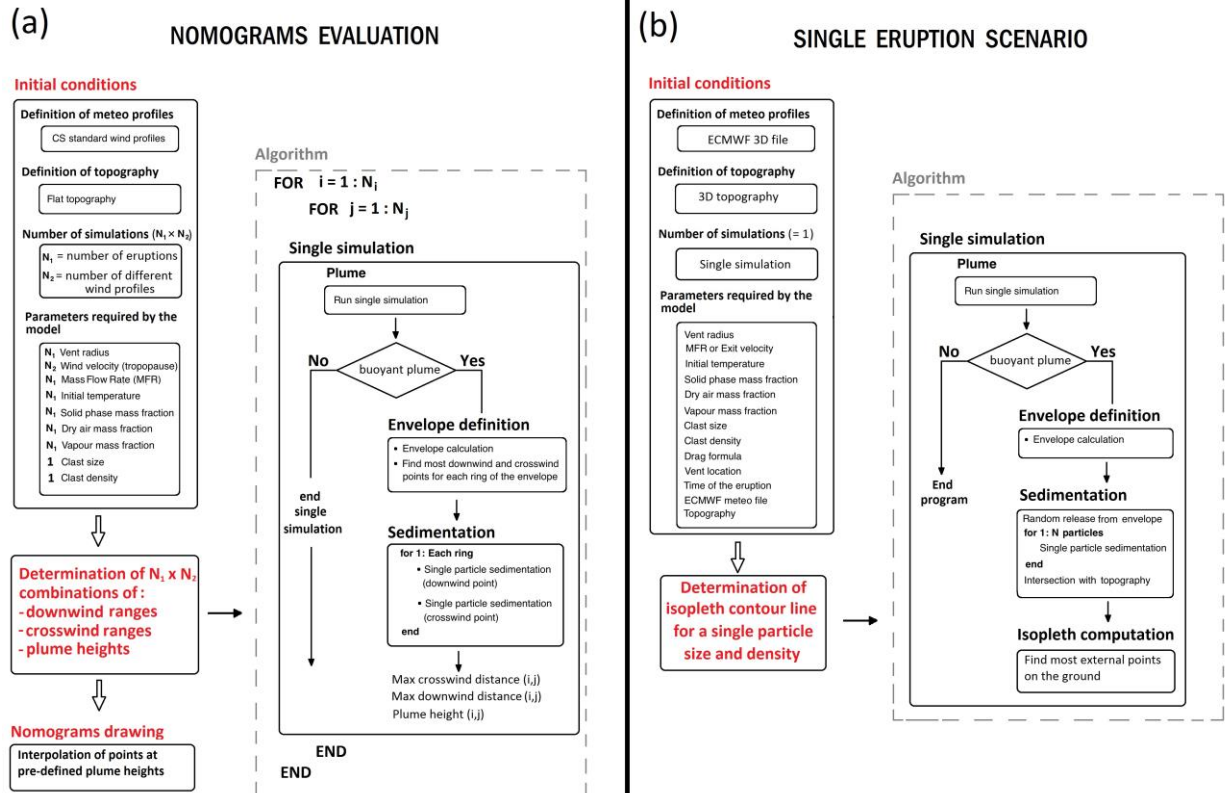 (a)
NOMOGRAMS EVALUATION
Initial conditions
Definition of meteo profiles
CS standard wind profiles
Definition of topography
Flat topography
Number of simulations (N₁ × N₂)
N₁ = number of eruptions
N₂ = number of different
wind profiles
Parameters required by the
model
N₁ Vent radius
N₂ Wind velocity (tropopause)
N₁ Mass Flow Rate (MFR)
N₁ Initial temperature
N₁ Solid phase mass fraction
N₁ Dry air mass fraction
N₁ Vapour mass fraction
1 Clast size
1 Clast density
Determination of N₁ x N₂
combinations of :
- downwind ranges
- crosswind ranges
- plume heights
Nomograms drawing
Interpolation of points at
pre-defined plume heights
Algorithm
FOR i = 1 : Nᵢ
FOR j = 1 : Nⱼ
Single simulation
Plume
Run single simulation
No
Yes
buoyant plume
end
single
simulation
Envelope definition
• Envelope calculation
• Find most downwind and crosswind
points for each ring of the envelope
Sedimentation
for 1: Each ring
• Single particle sedimentation
(downwind point)
• Single particle sedimentation
(crosswind point)
end
Max crosswind distance (i,j)
Max downwind distance (i,j)
Plume height (i,j)
END
END
(b)
SINGLE ERUPTION SCENARIO
Initial conditions
Definition of meteo profiles
ECMWF 3D file
Definition of topography
3D topography
Number of simulations (= 1)
Single simulation
Parameters required by the
model
Vent radius
MFR or Exit velocity
Initial temperature
Solid phase mass fraction
Dry air mass fraction
Vapour mass fraction
Clast size
Clast density
Drag formula
Vent location
Time of the eruption
ECMWF meteo file
Topography
Determination of
isopleth contour line
for a single particle
size and density
Algorithm
Single simulation
Plume
Run single simulation
No
Yes
buoyant plume
End
program
Envelope definition
• Envelope calculation
Sedimentation
Random release from envelope
for 1: N particles
Single particle sedimentation
end
Intersection with topography
Isopleth computation
Find most external points
on the ground